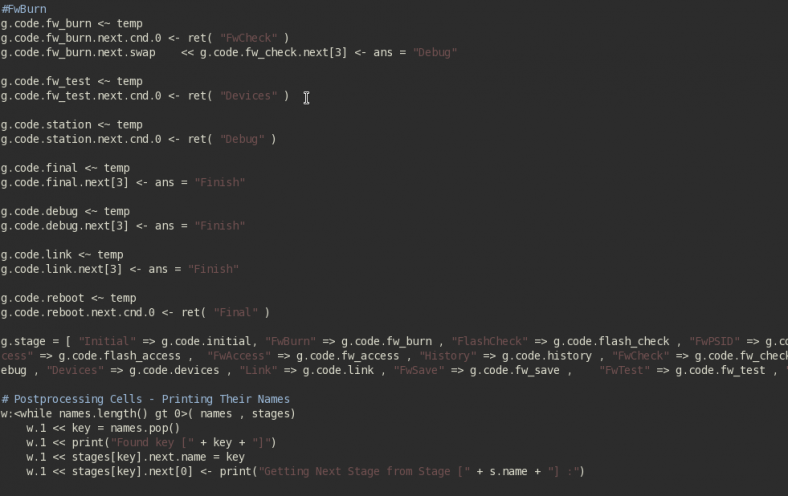 #FwBurn
g.code.fw_burn <~ temp
g.code.fw_burn.next.cnd.0 <- ret( "FwCheck" )
g.code.fw_burn.next.swap    << g.code.fw_check.next[3] <- ans = "Debug"
g.code.fw_test <~ temp
g.code.fw_test.next.cnd.0 <- ret( "Devices" )
g.code.station <~ temp
g.code.station.next.cnd.0 <- ret( "Debug" )
g.code.final <~ temp
g.code.final.next[3] <- ans = "Finish"
g.code.debug <~ temp
g.code.debug.next[3] <- ans = "Finish"
g.code.link <~ temp
g.code.link.next[3] <- ans = "Finish"
g.code.reboot <~ temp
g.code.reboot.next.cnd.0 <- ret( "Final" )
g.stage = [ "Initial" => g.code.initial, "FwBurn" => g.code.fw_burn , "FlashCheck" => g.code.flash_check , "FwPSID" => g.co
cess" => g.code.flash_access ,  "FwAccess" => g.code.fw_access , "History" => g.code.history , "FwCheck" => g.code.fw_check
ebug , "Devices" => g.code.devices , "Link" => g.code.link , "FwSave" => g.code.fw_save ,    "FwTest" => g.code.fw_test , "
# Postprocessing Cells - Printing Their Names
w:<while names.length() gt 0>( names , stages)
    w.1 << key = names.pop()
    w.1 << print("Found key [" + key + "]")
    w.1 << stages[key].next.name = key
    w.1 << stages[key].next[0] <- print("Getting Next Stage from Stage [" + s.name + "] :")